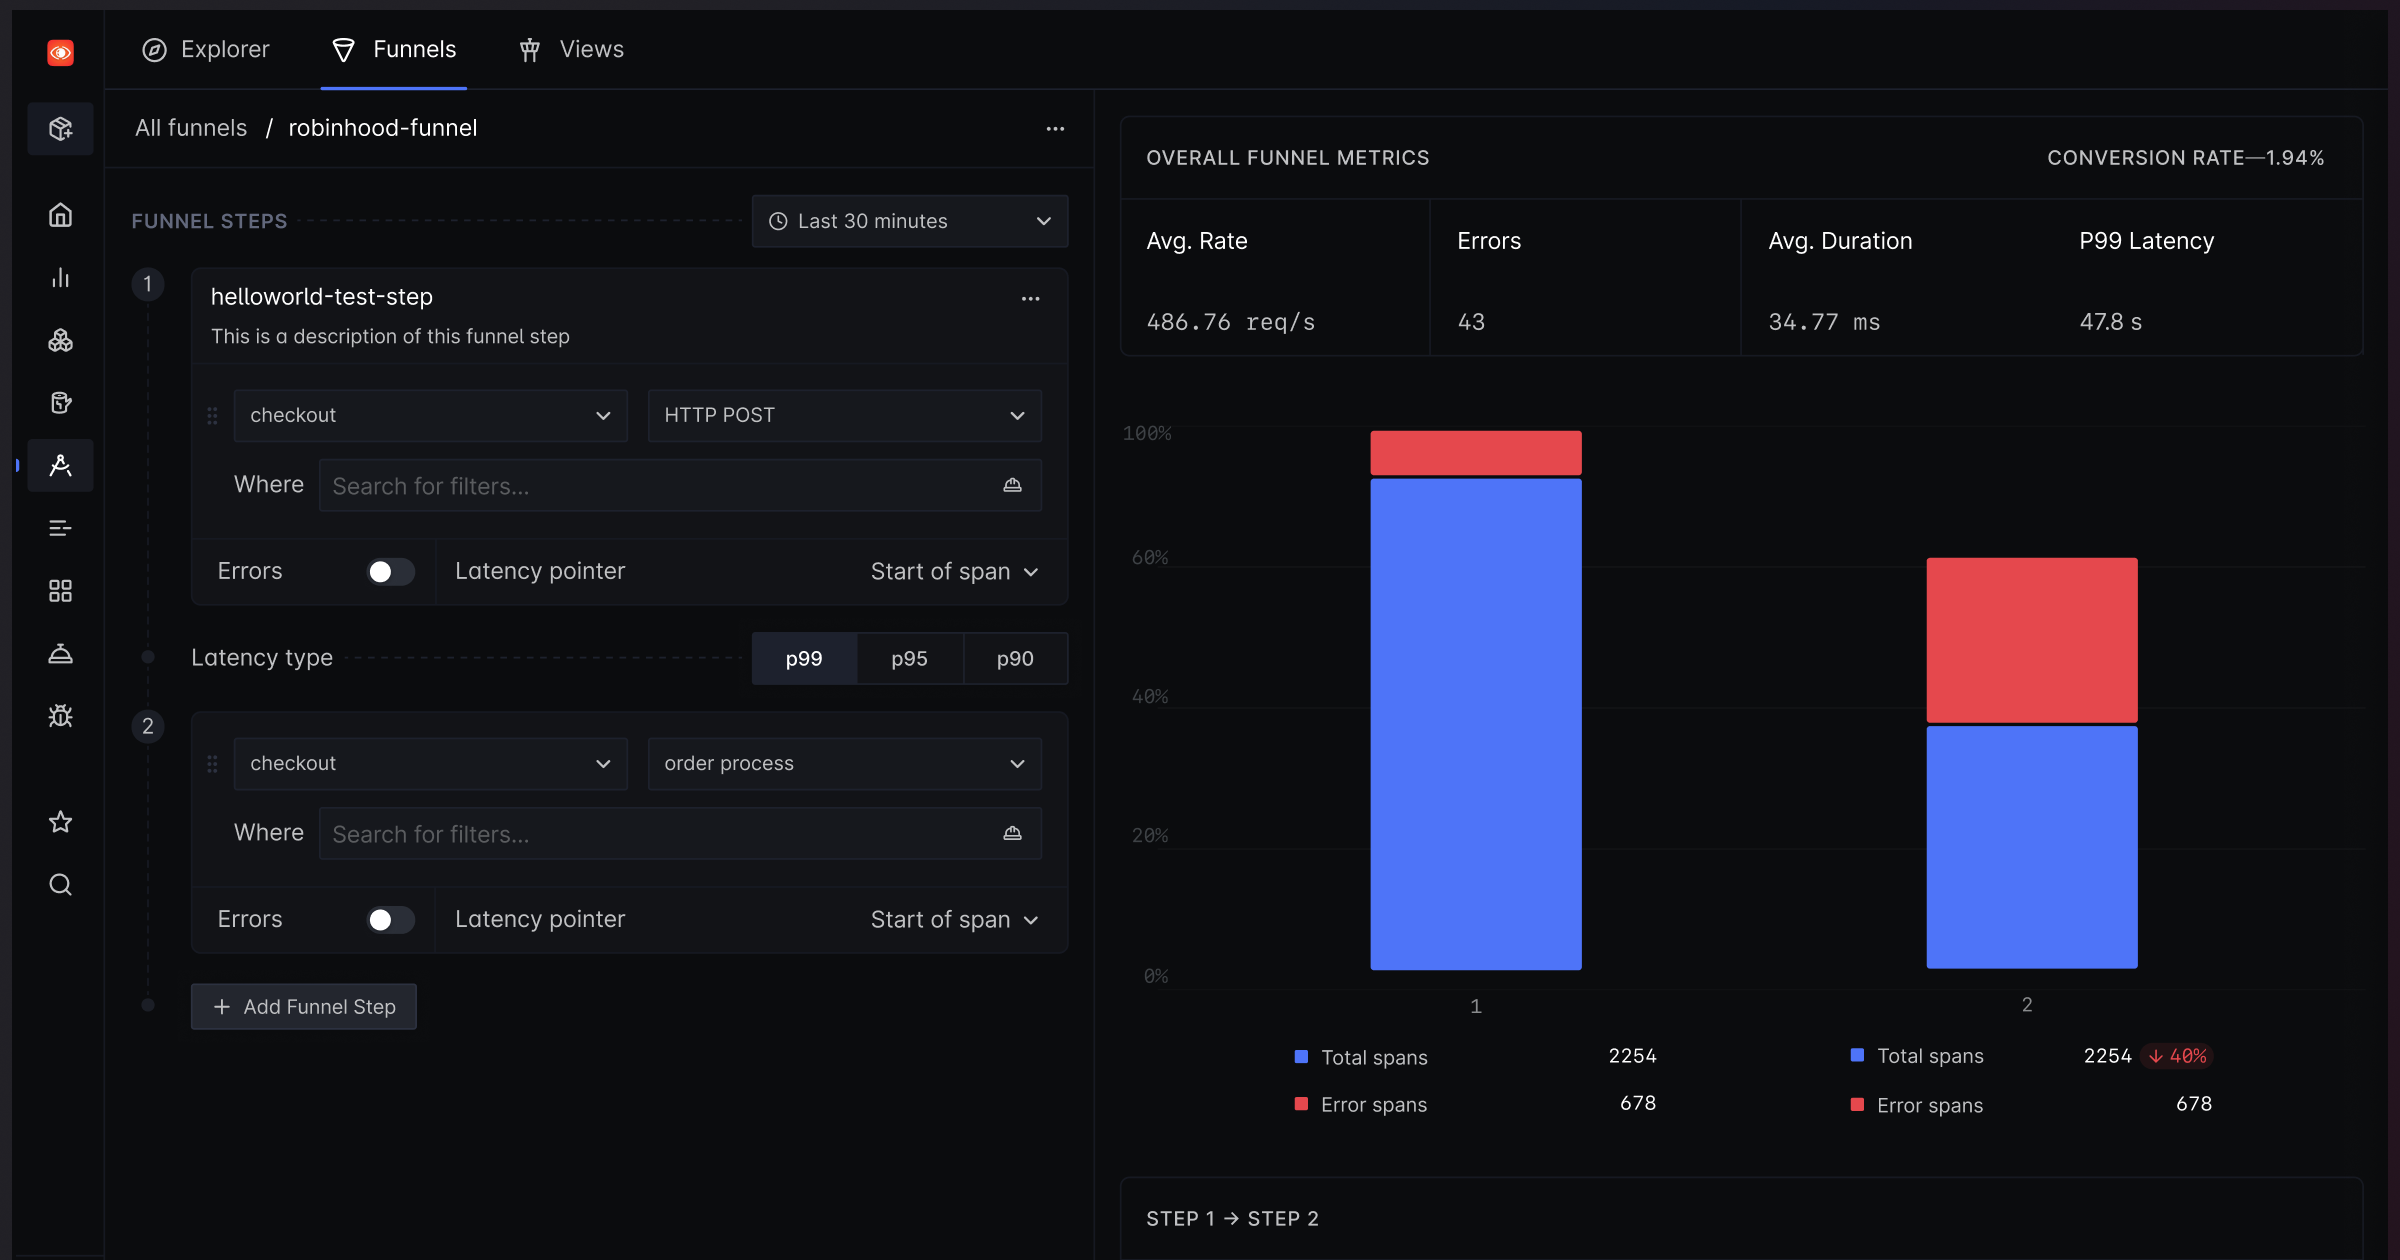 Explorer
Funnels
Views
All funnels / robinhood-funnel
FUNNEL STEPS
Last 30 minutes
1
helloworld-test-step
This is a description of this funnel step
checkout
HTTP POST
Where
Search for filters...
Errors
Latency pointer
Start of span
Latency type
p99
p95
p90
2
checkout
order process
Where
Search for filters...
Errors
Latency pointer
Start of span
+ Add Funnel Step
OVERALL FUNNEL METRICS
CONVERSION RATE—1.94%
Avg. Rate
Errors
Avg. Duration
P99 Latency
486.76 req/s
43
34.77 ms
47.8 s
100%
60%
40%
20%
0%
1
2
Total spans 2254
Error spans 678
Total spans 2254 ↓ 40%
Error spans 678
STEP 1 → STEP 2